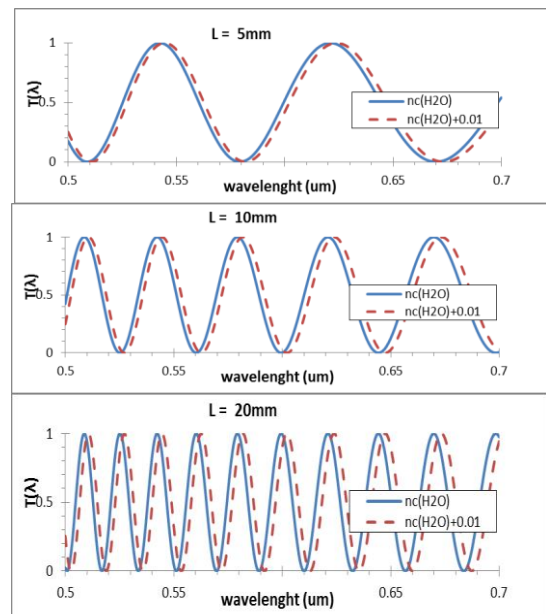 L = 5mm
T(λ)
1
0.5
0
nc(H2O)
nc(H2O)+0.01
0.5 0.55 0.65 0.7
wavelenght (um)
L = 10mm
T(λ)
1
0.5
0
nc(H2O)
nc(H2O)+0.01
0.5 0.55 0.65 0.7
wavelenght (um)
L = 20mm
T(λ)
1
0.5
0
nc(H2O)
nc(H2O)+0.01
0.5 0.55 0.65 0.7
wavelenght (um)